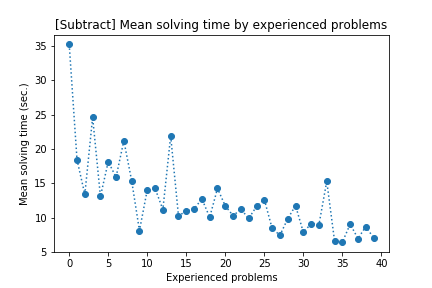 [Subtract] Mean solving time by experienced problems
Mean solving time (sec.)
35
30
25
20
15
10
5
0 5 10 15 20 25 30 35 40
Experienced problems